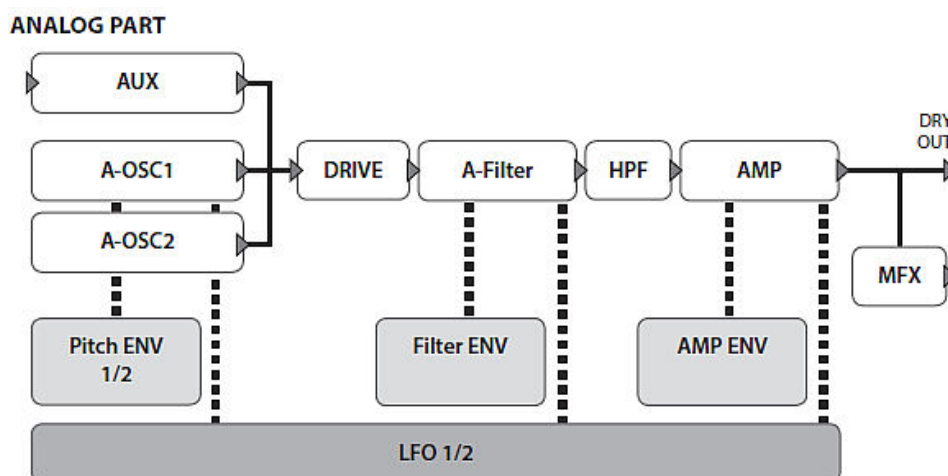 ANALOG PART
AUX
DRY
OUT
A-OSC1
DRIVE
A-Filter
HPF
AMP
A-OSC2
MFX
Pitch ENV
1/2
Filter ENV
AMP ENV
LFO 1/2